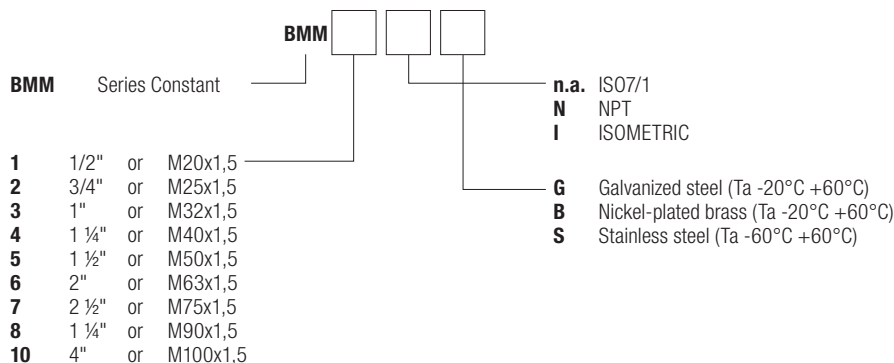 BMM
BMM Series Constant
n.a. ISO7/1
N NPT
I ISOMETRIC
1 1/2" or M20x1,5
2 3/4" or M25x1,5
3 1" or M32x1,5
4 1 ¼" or M40x1,5
5 1 ½" or M50x1,5
6 2" or M63x1,5
7 2 ½" or M75x1,5
8 1 ¼" or M90x1,5
10 4" or M100x1,5
G Galvanized steel (Ta -20°C +60°C)
B Nickel-plated brass (Ta -20°C +60°C)
S Stainless steel (Ta -60°C +60°C)